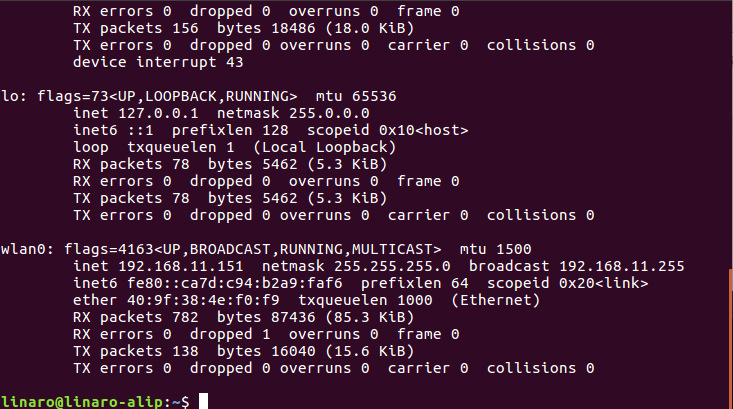 RX errors 0  dropped 0  overruns 0  frame 0
TX packets 156  bytes 18486 (18.0 KiB)
TX errors 0  dropped 0 overruns 0  carrier 0  collisions 0
device interrupt 43
lo: flags=73<UP,LOOPBACK,RUNNING>  mtu 65536
inet 127.0.0.1  netmask 255.0.0.0
inet6 ::1  prefixlen 128  scopeid 0x10<host>
loop  txqueuelen 1  (Local Loopback)
RX packets 78  bytes 5462 (5.3 KiB)
RX errors 0  dropped 0  overruns 0  frame 0
TX packets 78  bytes 5462 (5.3 KiB)
TX errors 0  dropped 0 overruns 0  carrier 0  collisions 0
wlan0: flags=4163<UP,BROADCAST,RUNNING,MULTICAST>  mtu 1500
inet 192.168.11.151  netmask 255.255.255.0  broadcast 192.168.11.255
inet6 fe80::ca7d:c94:b2a9:faf6  prefixlen 64  scopeid 0x20<link>
ether 40:9f:38:4e:f0:f9  txqueuelen 1000  (Ethernet)
RX packets 782  bytes 87436 (85.3 KiB)
RX errors 0  dropped 1  overruns 0  frame 0
TX packets 138  bytes 16040 (15.6 KiB)
TX errors 0  dropped 0 overruns 0  carrier 0  collisions 0
linaro@linaro-alip:~$